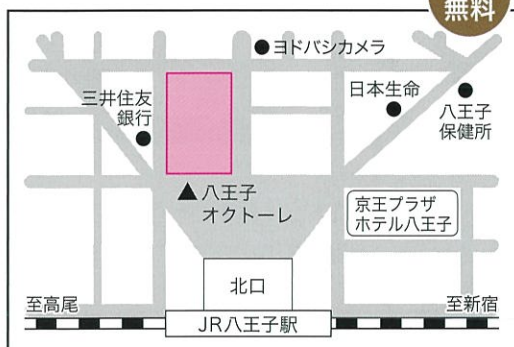 無料
ヨドバシカメラ
三井住友
銀行
日本生命
八王子
保健所
八王子
オクトーレ
京王プラザ
ホテル八王子
北口
至高尾
至新宿
JR八王子駅